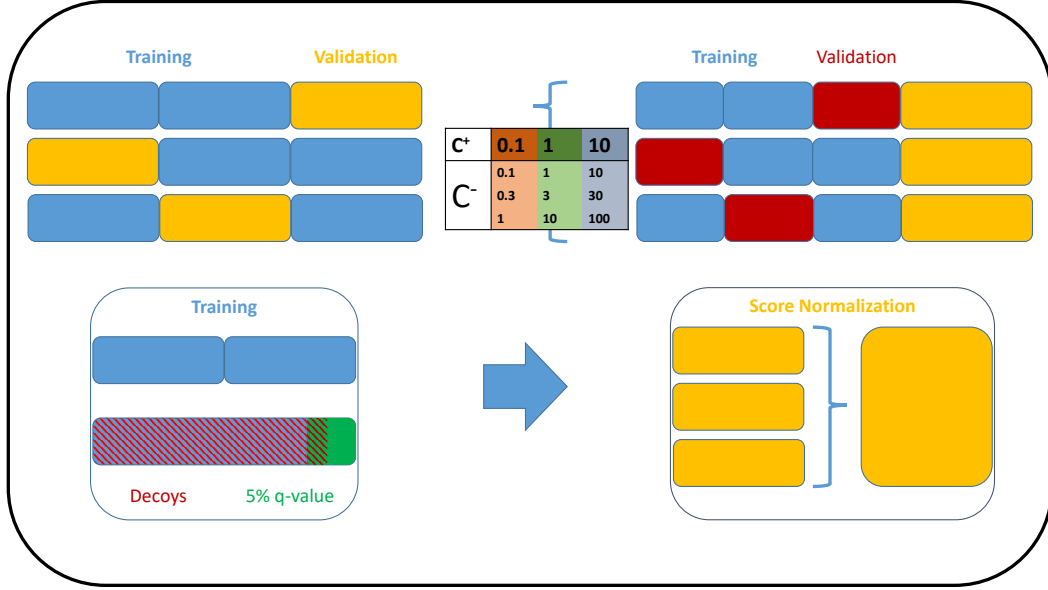 Training Validation
Training Validation
C+ 0.1 1 10
C- 0.1 1 10
0.3 3 30
1 10 100
Training
Decoys 5% q-value
Score Normalization